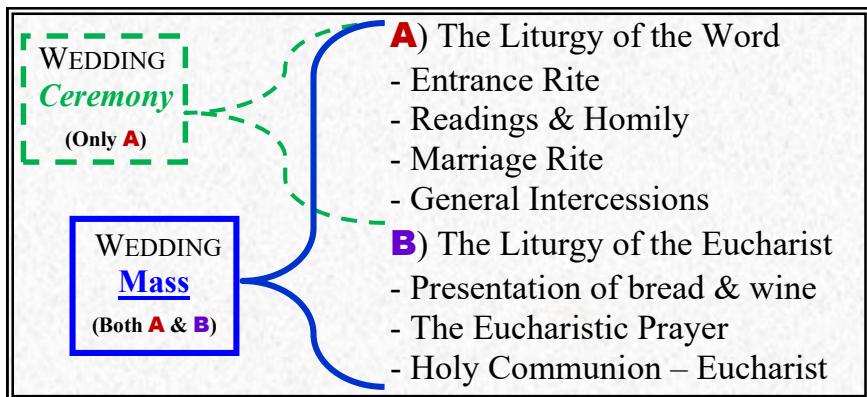 WEDDING
Ceremony
(Only A)
WEDDING
Mass
(Both A & B)
A) The Liturgy of the Word
- Entrance Rite
- Readings & Homily
- Marriage Rite
- General Intercessions
B) The Liturgy of the Eucharist
- Presentation of bread & wine
- The Eucharistic Prayer
- Holy Communion – Eucharist